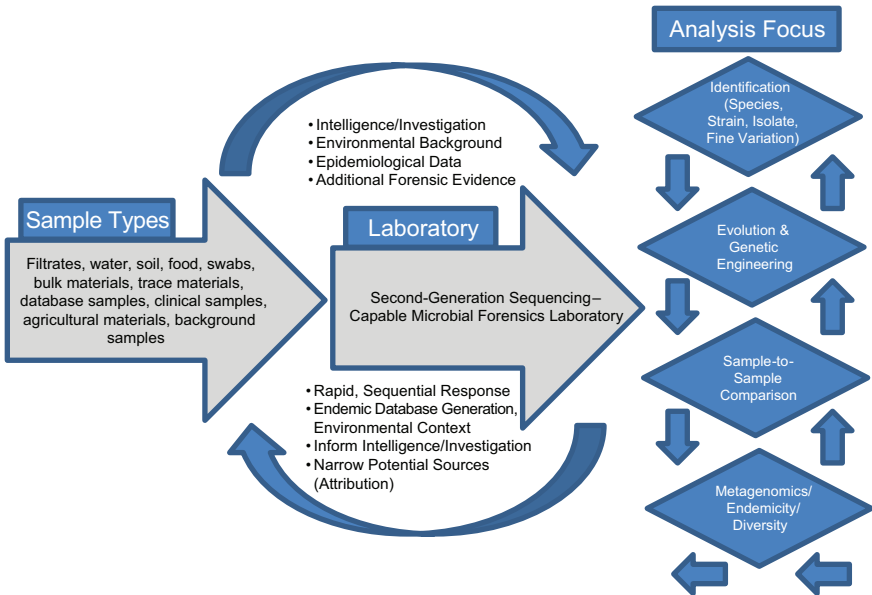 Sample Types
Filtrates, water, soil, food, swabs,
bulk materials, trace materials,
database samples, clinical samples,
agricultural materials, background
samples
• Intelligence/Investigation
• Environmental Background
• Epidemiological Data
• Additional Forensic Evidence
Laboratory
Second-Generation Sequencing–
Capable Microbial Forensics Laboratory
• Rapid, Sequential Response
• Endemic Database Generation,
Environmental Context
• Inform Intelligence/Investigation
• Narrow Potential Sources
(Attribution)
Analysis Focus
Identification
(Species,
Strain, Isolate,
Fine Variation)
Evolution &
Genetic
Engineering
Sample-to-
Sample
Comparison
Metagenomics/
Endemicity/
Diversity